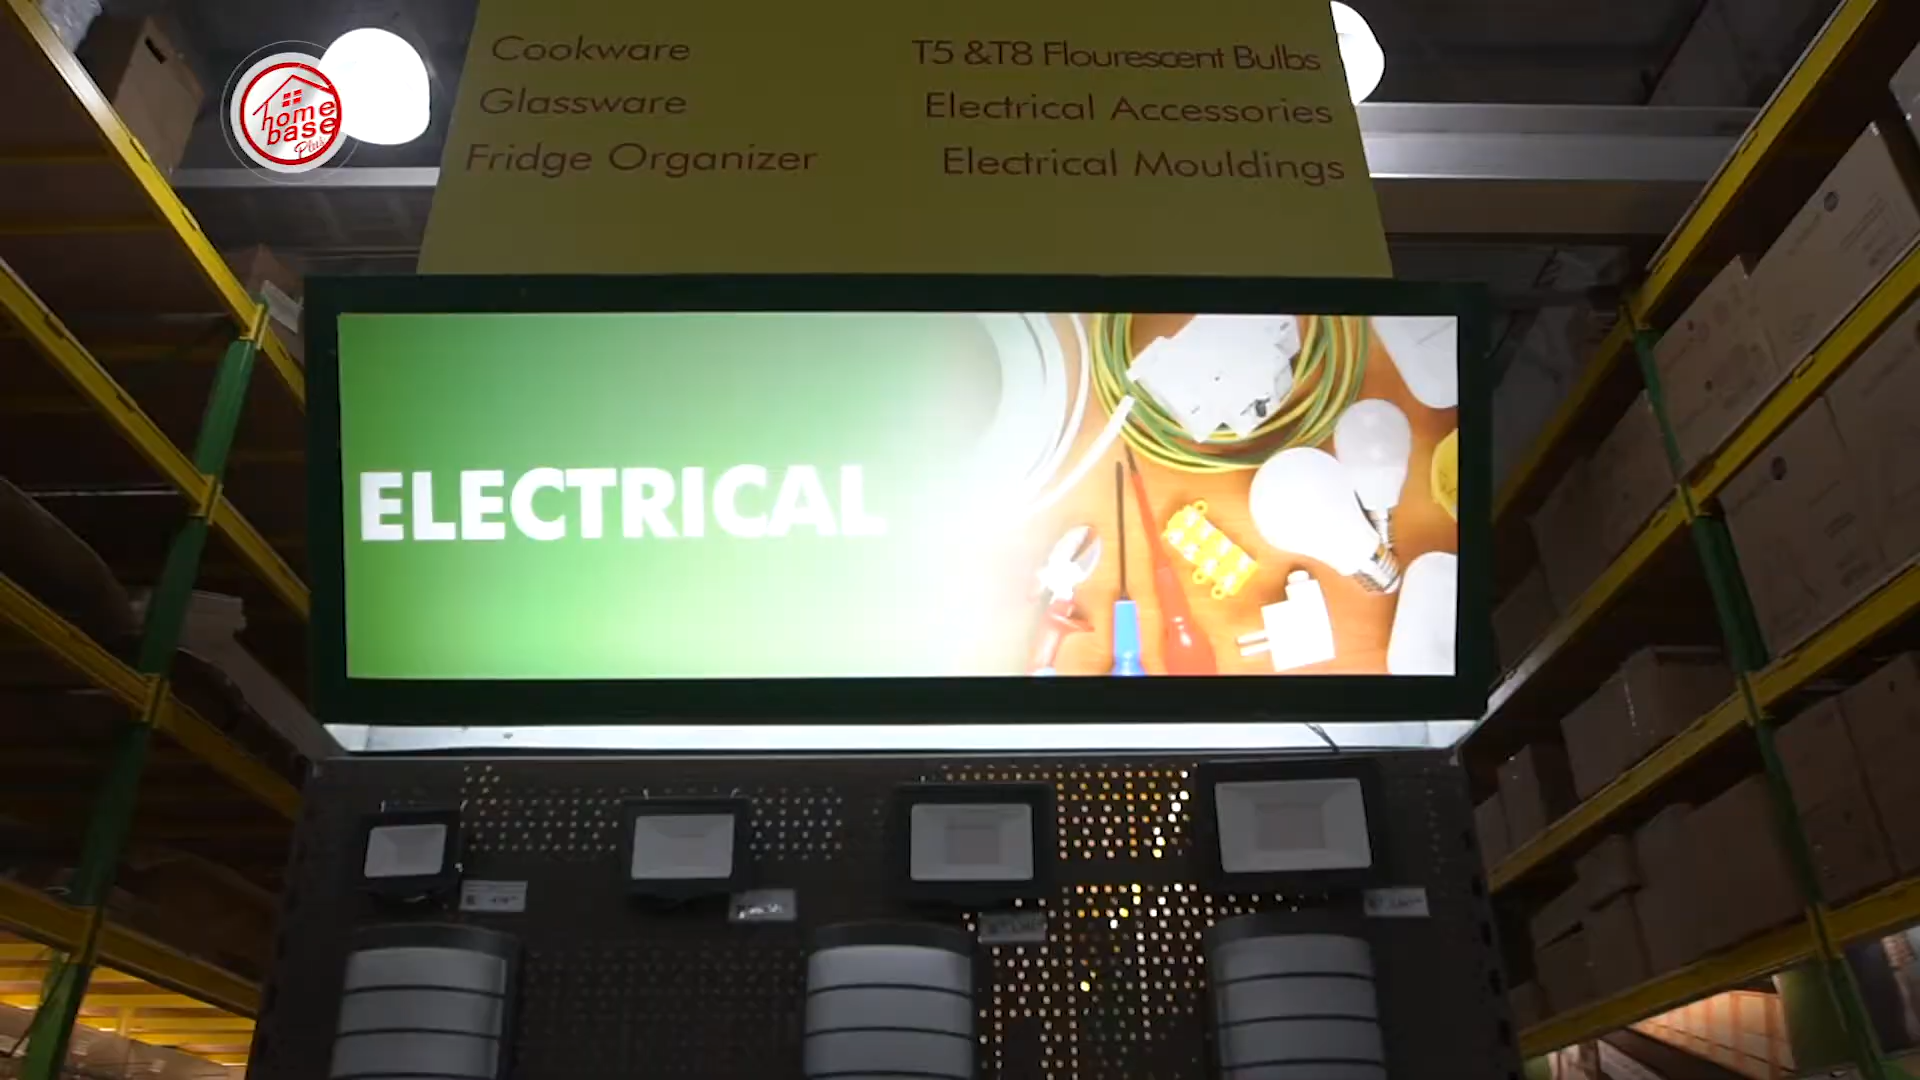 home
base
Plus
Cookware
Glassware
Fridge Organizer
T5 &T8 Flourescent Bulbs
Electrical Accessories
Electrical Mouldings
ELECTRICAL